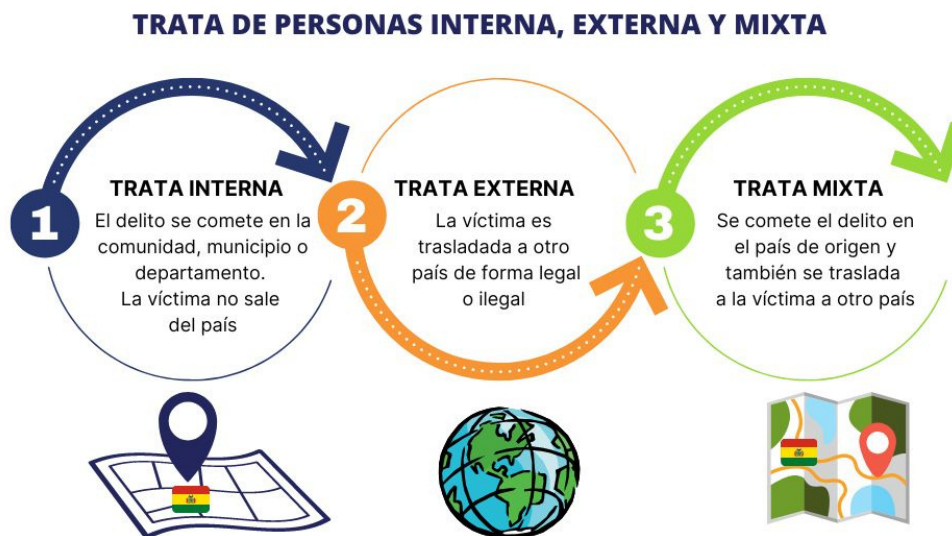 TRATA DE PERSONAS INTERNA, EXTERNA Y MIXTA
1
TRATA INTERNA
El delito se comete en la
comunidad, municipio o
departamento.
La víctima no sale
del país
2
TRATA EXTERNA
La víctima es
trasladada a otro
país de forma legal
o ilegal
3
TRATA MIXTA
Se comete el delito en
el país de origen y
también se traslada
a la víctima a otro país